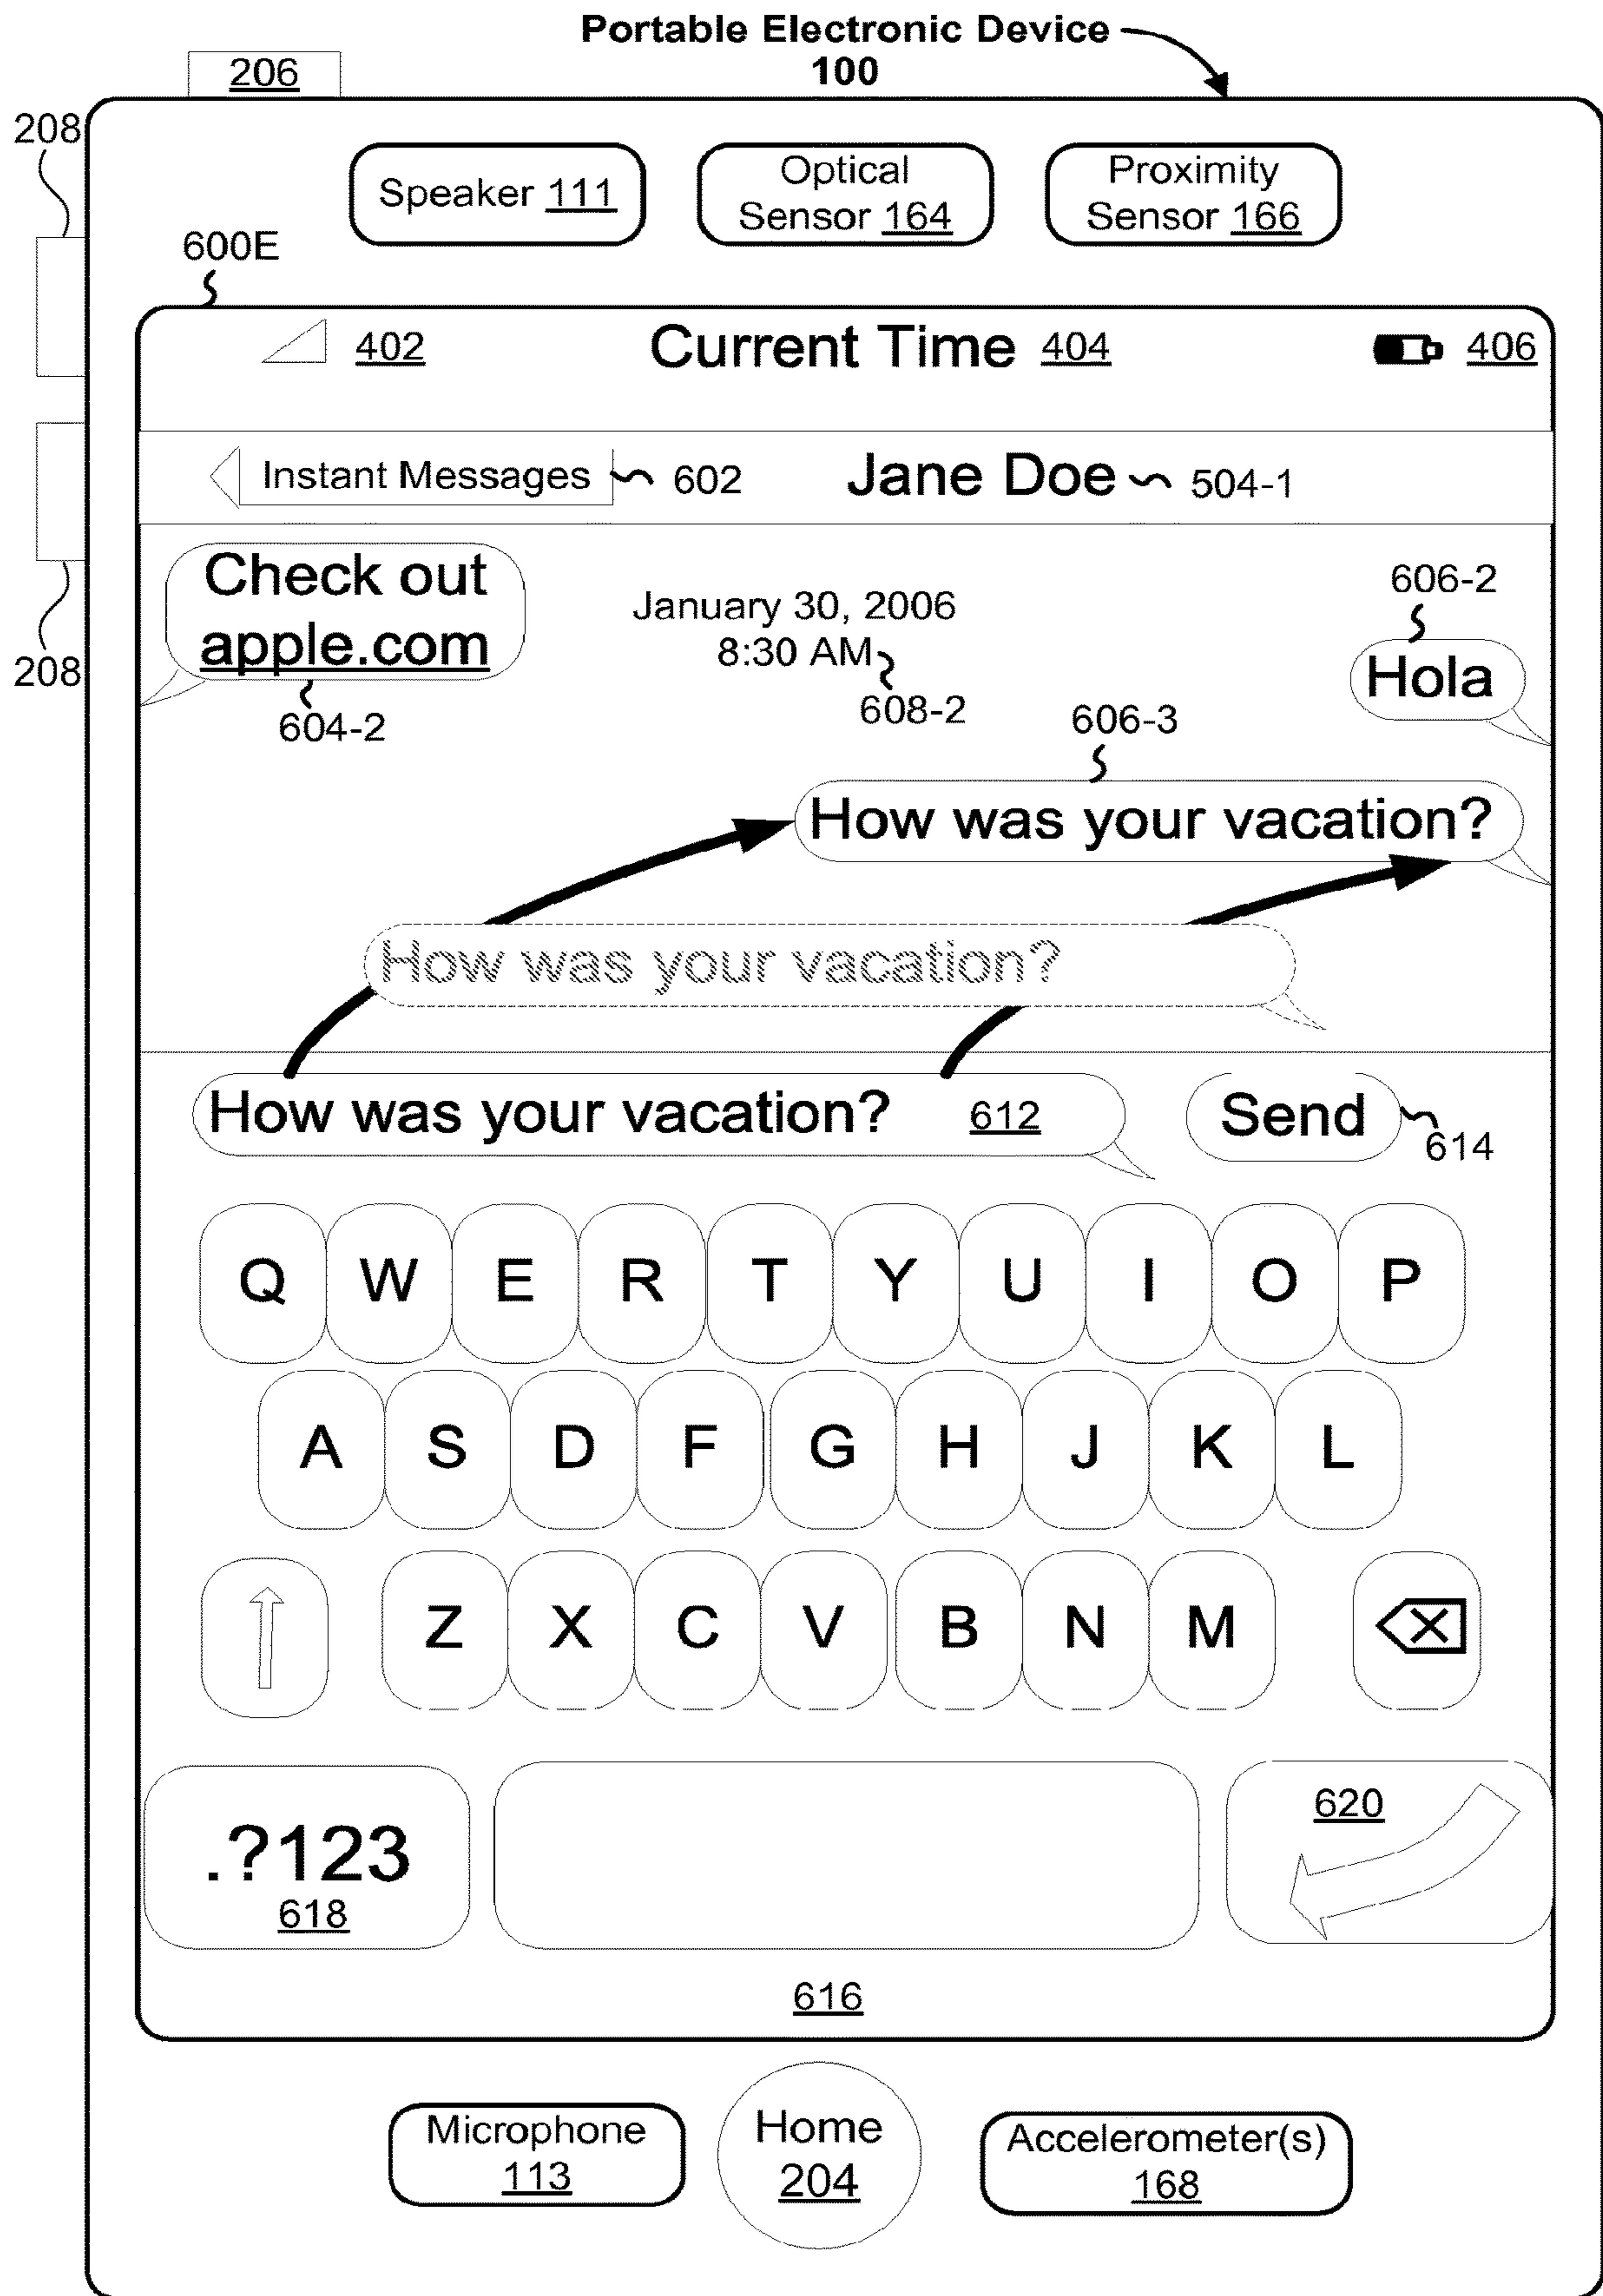 Portable Electronic Device
100
206
208
Speaker 111
Optical
Sensor 164
Proximity
Sensor 166
600E
402
Current Time 404
406
Instant Messages
602
Jane Doe
504-1
Check out
apple.com
604-2
January 30, 2006
8:30 AM
608-2
606-2
Hola
208
606-3
How was your vacation?
How was your vacation?
How was your vacation? 612
Send
614
Q W E R T Y U I O P
A S D F G H J K L
Z X C V B N M
.?123
618
620
616
Microphone
113
Home
204
Accelerometer(s)
168